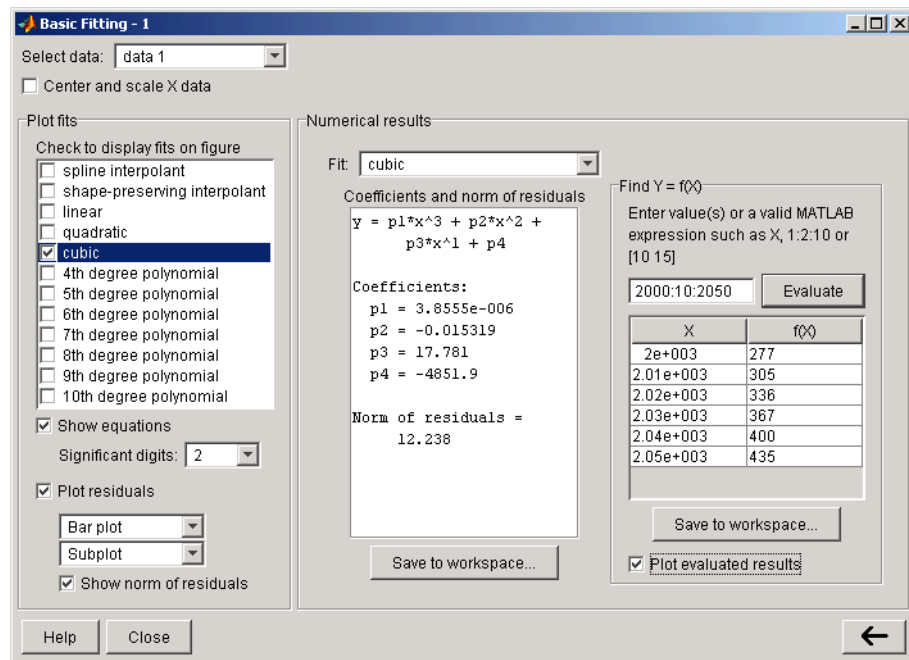 Basic Fitting - 1
Select data: data 1
Center and scale X data
Plot fits
Check to display fits on figure
spline interpolant
shape-preserving interpolant
linear
quadratic
cubic
4th degree polynomial
5th degree polynomial
6th degree polynomial
7th degree polynomial
8th degree polynomial
9th degree polynomial
10th degree polynomial
Show equations
Significant digits: 2
Plot residuals
Bar plot
Subplot
Show norm of residuals
Numerical results
Fit: cubic
Coefficients and norm of residuals
y = p1*x^3 + p2*x^2 +
p3*x^1 + p4
Coefficients:
p1 = 3.8555e-006
p2 = -0.015319
p3 = 17.781
p4 = -4851.9
Norm of residuals =
12.238
Save to workspace...
Find Y = f(X)
Enter value(s) or a valid MATLAB
expression such as X, 1:2:10 or
[10 15]
2000:10:2050 Evaluate
X f(X)
2e+003 277
2.01e+003 305
2.02e+003 336
2.03e+003 367
2.04e+003 400
2.05e+003 435
Save to workspace...
Plot evaluated results
Help Close